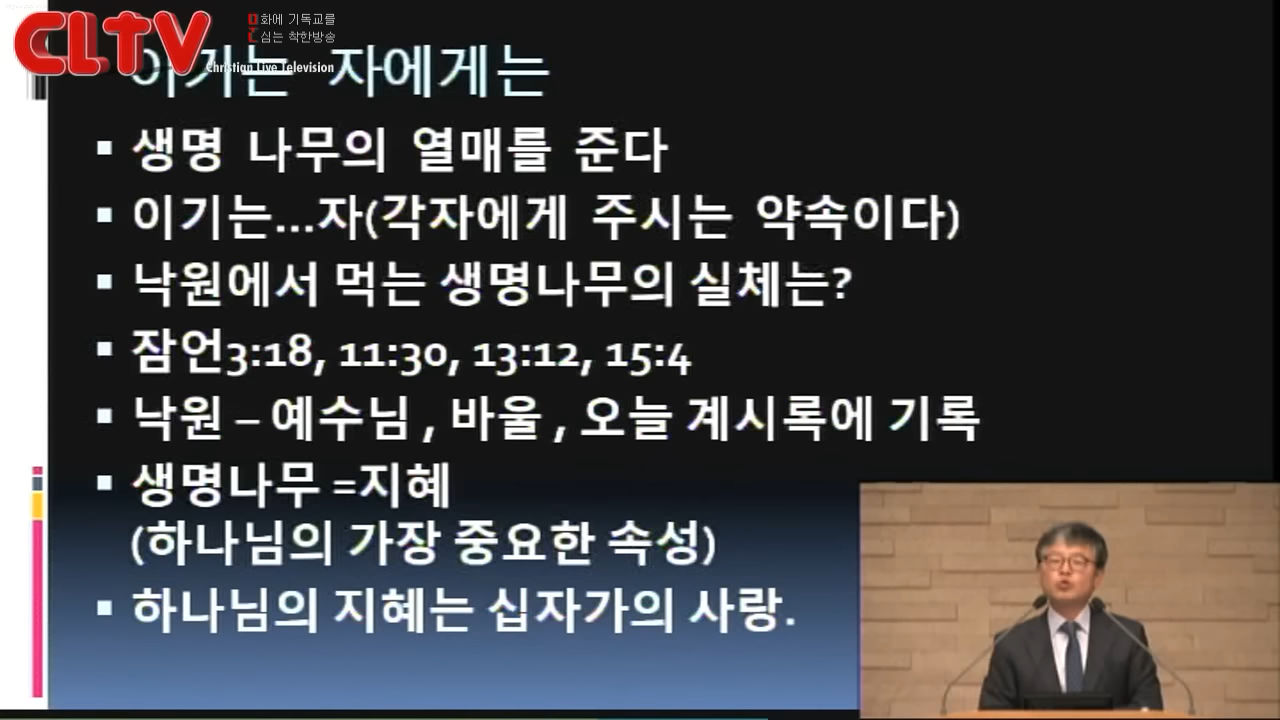 CLTV
문화에 기독교를
심는 착한방송
Christian Live Television
이기는 자에게는
생명 나무의 열매를 준다
이기는...자(각자에게 주시는 약속이다)
낙원에서 먹는 생명나무의 실체는?
잠언3:18, 11:30, 13:12, 15:4
낙원 – 예수님 , 바울 , 오늘 계시록에 기록
생명나무 =지혜
(하나님의 가장 중요한 속성)
하나님의 지혜는 십자가의 사랑.